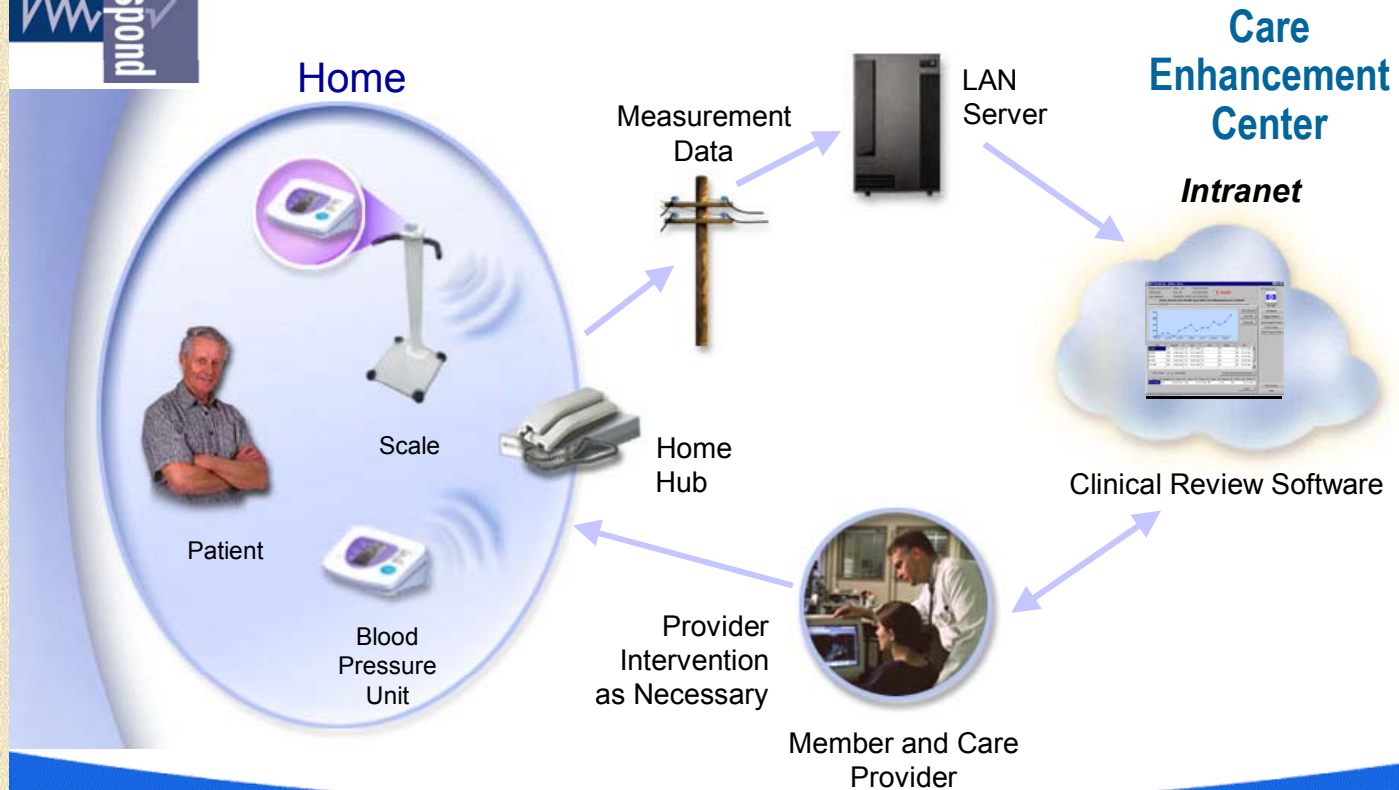 spond
Home
Measurement
Data
LAN
Server
Care
Enhancement
Center
Intranet
Scale
Home
Hub
Patient
Blood
Pressure
Unit
Clinical Review Software
Provider
Intervention
as Necessary
Member and Care
Provider